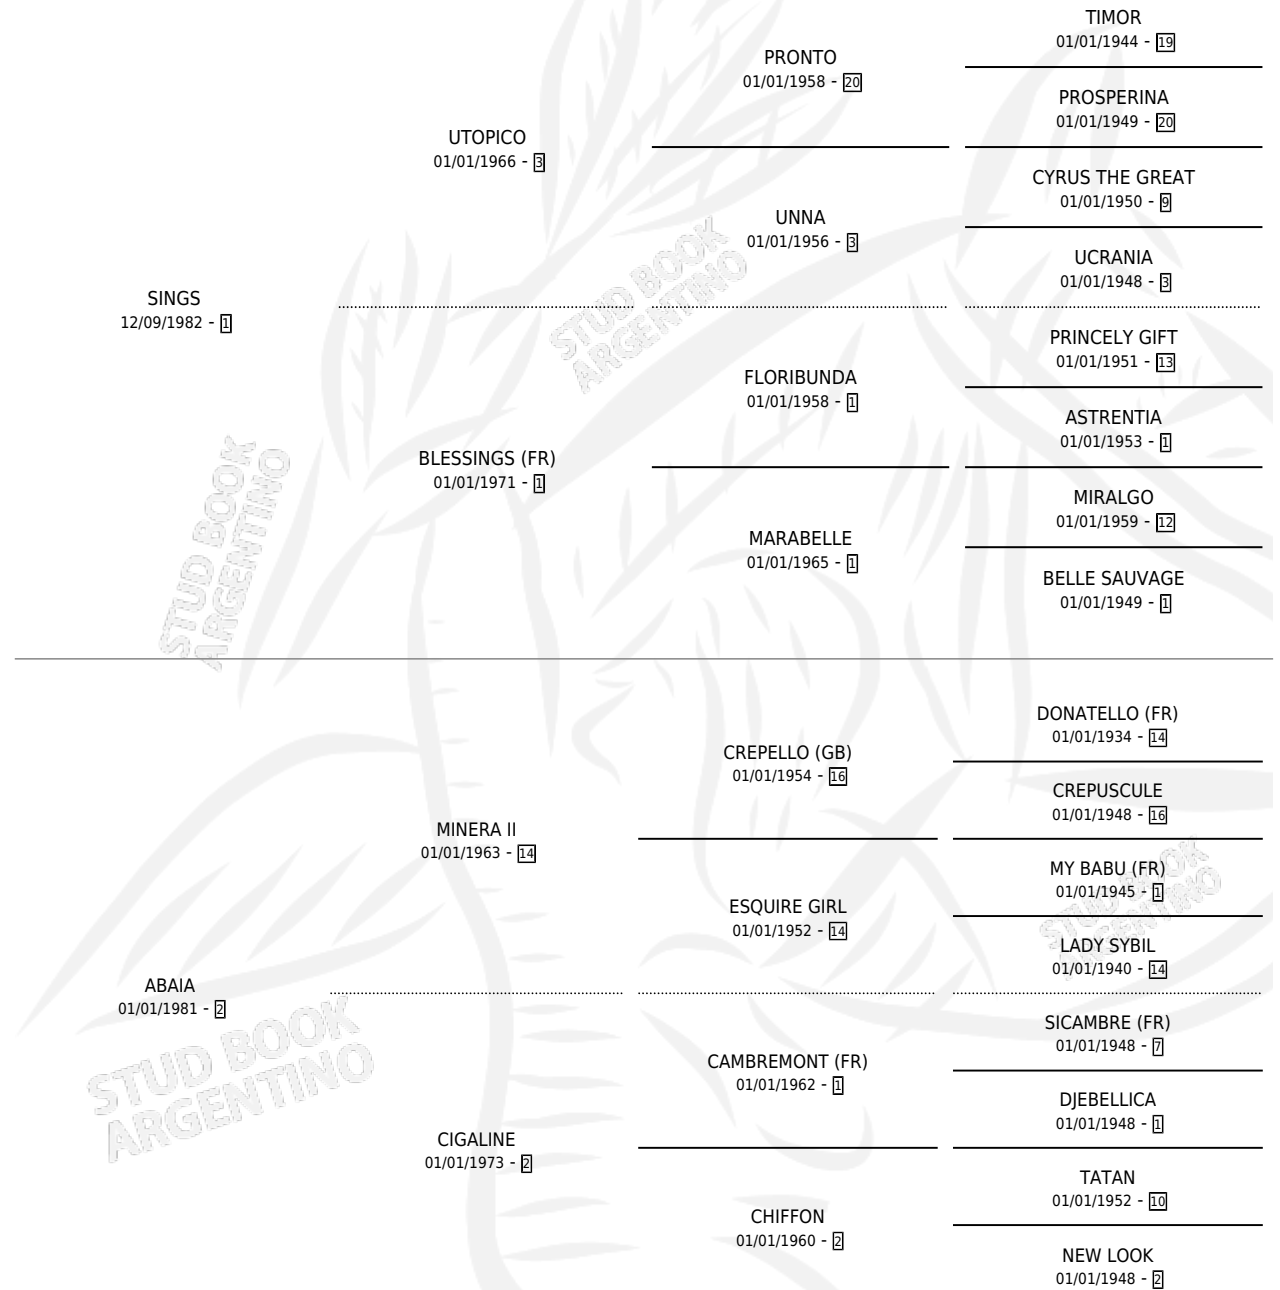 TIMOR
01/01/1944 - 19
PRONTO
01/01/1958 - 20
PROSPERINA
01/01/1949 - 20
UTOPICO
01/01/1966 - 3
CYRUS THE GREAT
01/01/1950 - 9
UNNA
01/01/1956 - 3
UCRANIA
01/01/1948 - 3
SINGS
12/09/1982 - 1
PRINCELY GIFT
01/01/1951 - 13
FLORIBUNDA
01/01/1958 - 1
ASTRENTIA
01/01/1953 - 1
BLESSINGS (FR)
01/01/1971 - 1
MIRALGO
01/01/1959 - 12
MARABELLE
01/01/1965 - 1
BELLE SAUVAGE
01/01/1949 - 1
DONATELLO (FR)
01/01/1934 - 14
CREPELLO (GB)
01/01/1954 - 16
CREPUSCULE
01/01/1948 - 16
MINERA II
01/01/1963 - 14
MY BABU (FR)
01/01/1945 - 1
ESQUIRE GIRL
01/01/1952 - 14
LADY SYBIL
01/01/1940 - 14
ABAIA
01/01/1981 - 2
SICAMBRE (FR)
01/01/1948 - 7
CAMBREMONT (FR)
01/01/1962 - 1
DJEBELLICA
01/01/1948 - 1
CIGALINE
01/01/1973 - 2
TATAN
01/01/1952 - 10
CHIFFON
01/01/1960 - 2
NEW LOOK
01/01/1948 - 2
STUD BOOK
ARGENTINO
STUD BOOK
ARGENTINO
STUD BOOK
ARGENTINO
STUD BOOK
ARGENTINO